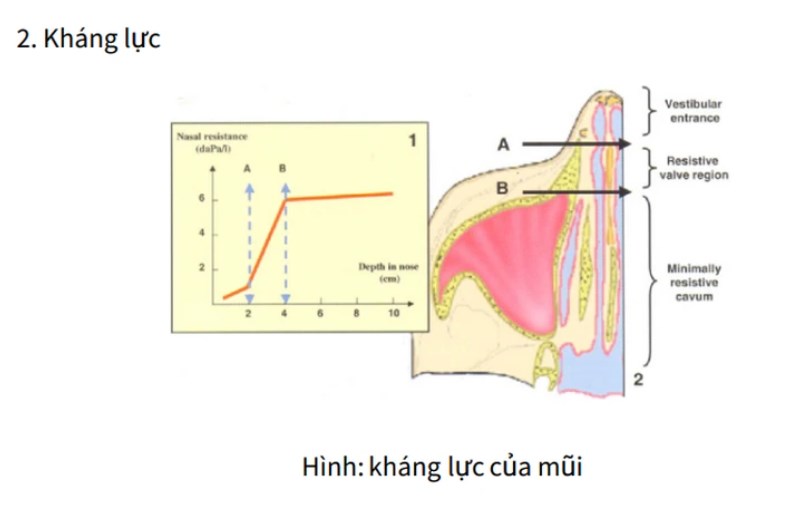 2. Kháng lực
Nasal resistance
(daPa/l)
1
A
B
6
4
2
Depth in nose
(cm)
2
4
6
8
10
A
B
C
Vestibular
entrance
Resistive
valve region
Minimally
resistive
cavum
2
Hình: kháng lực của mũi